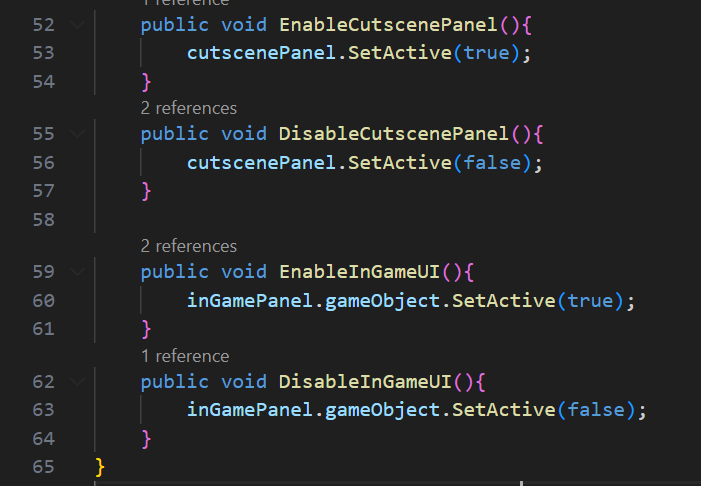 1 reference
52 public void EnableCutscenePanel(){
53 cutscenePanel.SetActive(true);
54 }
2 references
55 public void DisableCutscenePanel(){
56 cutscenePanel.SetActive(false);
57 }
58
2 references
59 public void EnableInGameUI(){
60 inGamePanel.gameObject.SetActive(true);
61 }
1 reference
62 public void DisableInGameUI(){
63 inGamePanel.gameObject.SetActive(false);
64 }
65 }